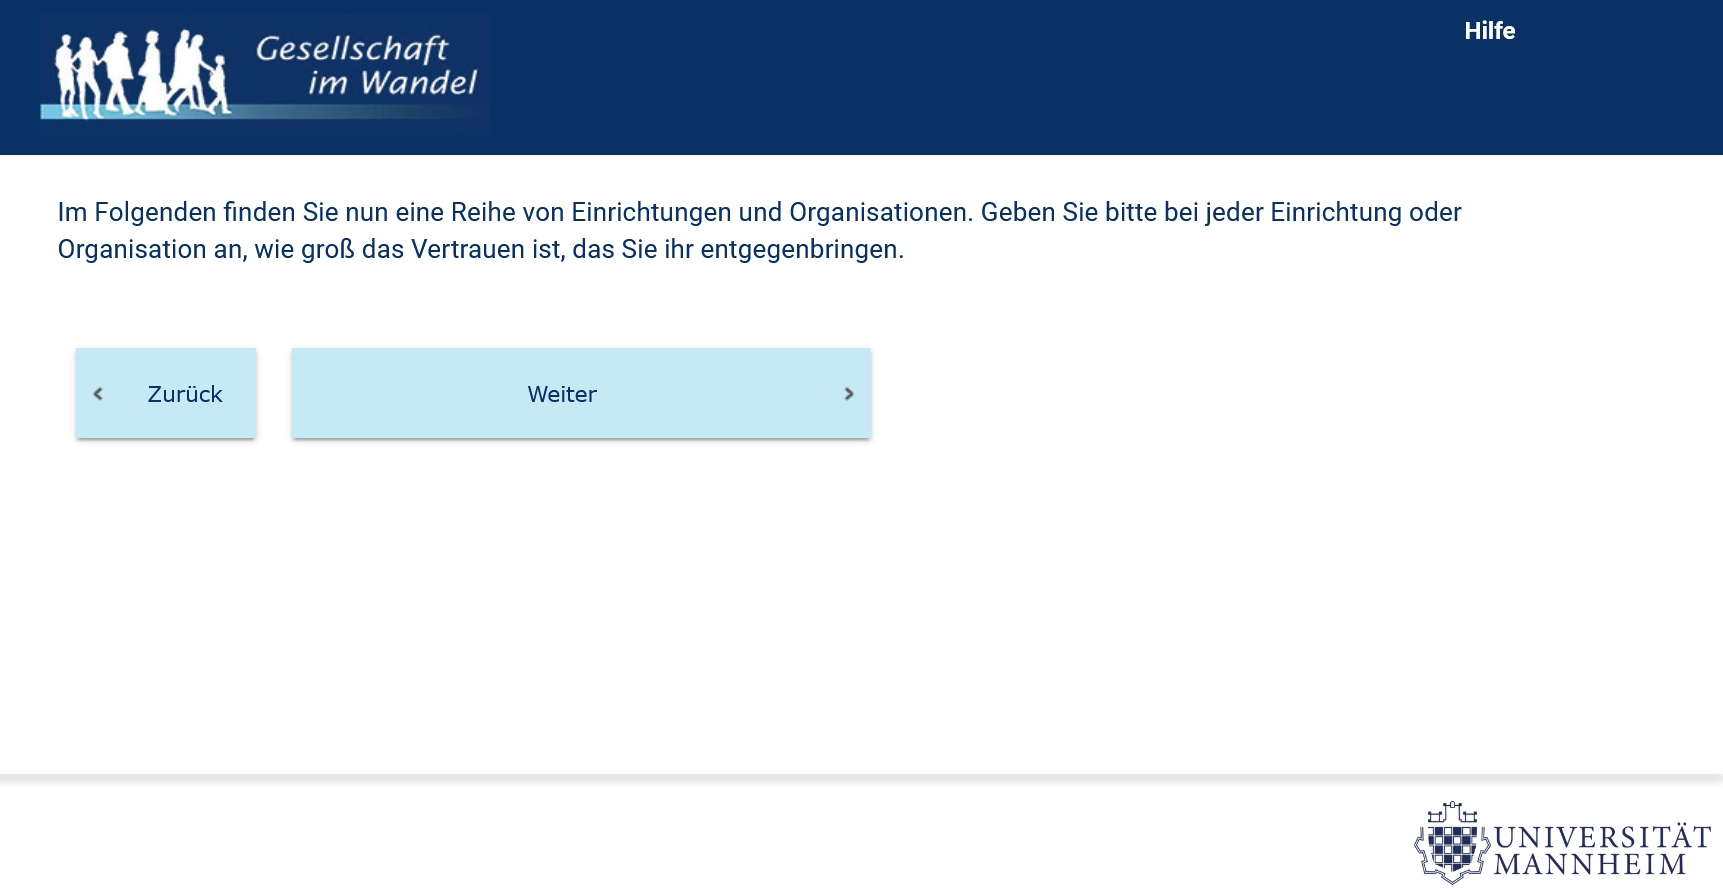 Gesellschaft
im Wandel
Hilfe
Im Folgenden finden Sie nun eine Reihe von Einrichtungen und Organisationen. Geben Sie bitte bei jeder Einrichtung oder
Organisation an, wie groß das Vertrauen ist, das Sie ihr entgegenbringen.
Zurück
Weiter
UNIVERSITÄT
MANNHEIM